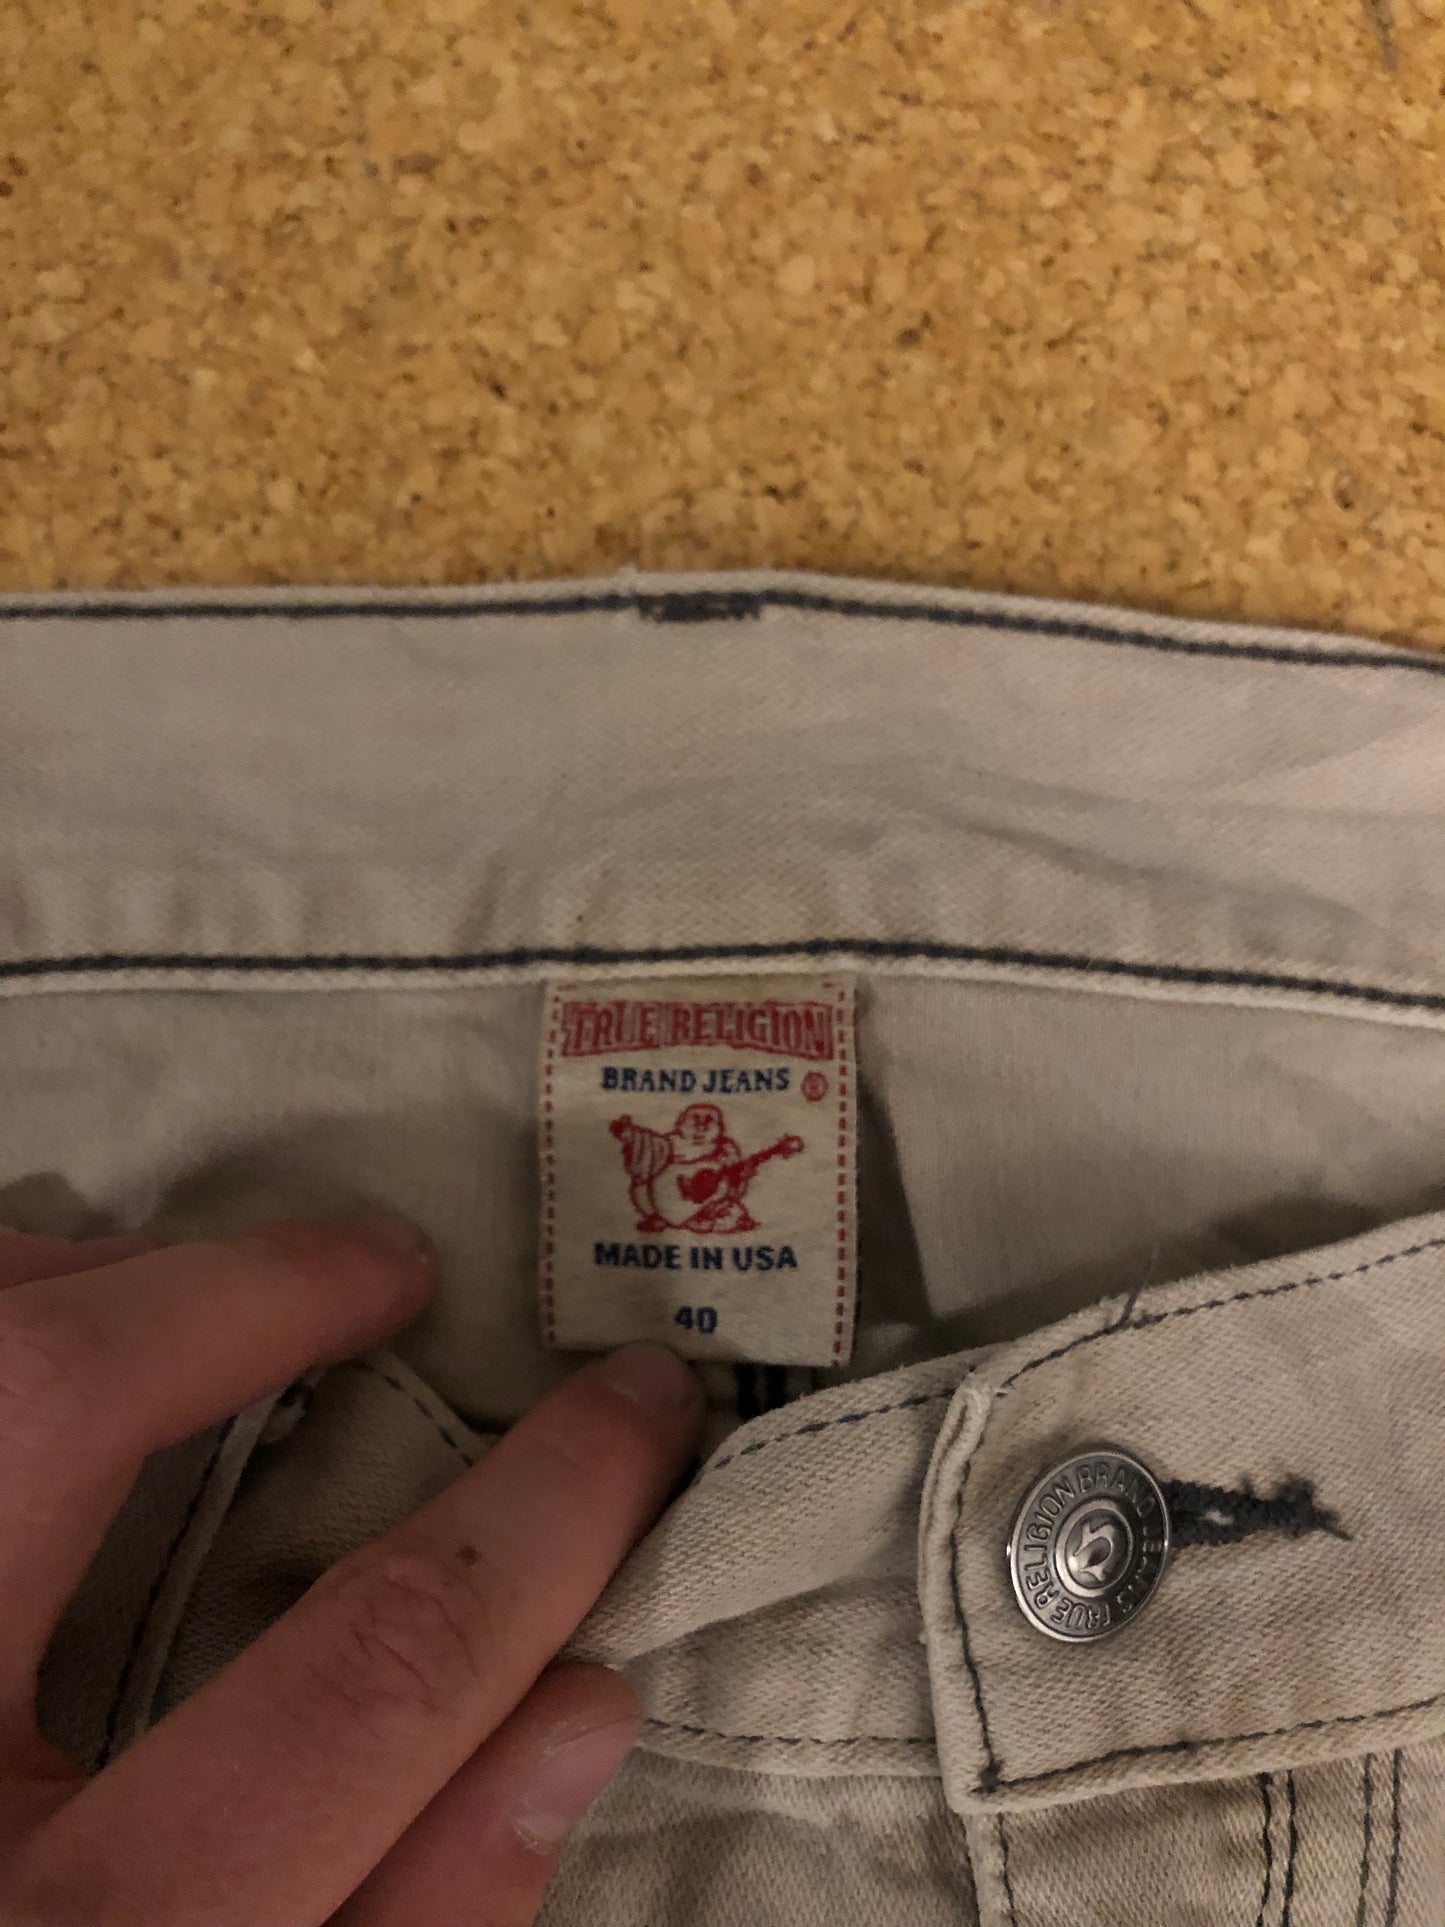 TRUE RELIGION
BRAND JEANS ®
MADE IN USA
40
TRUE RELIGION BRAND JEANS